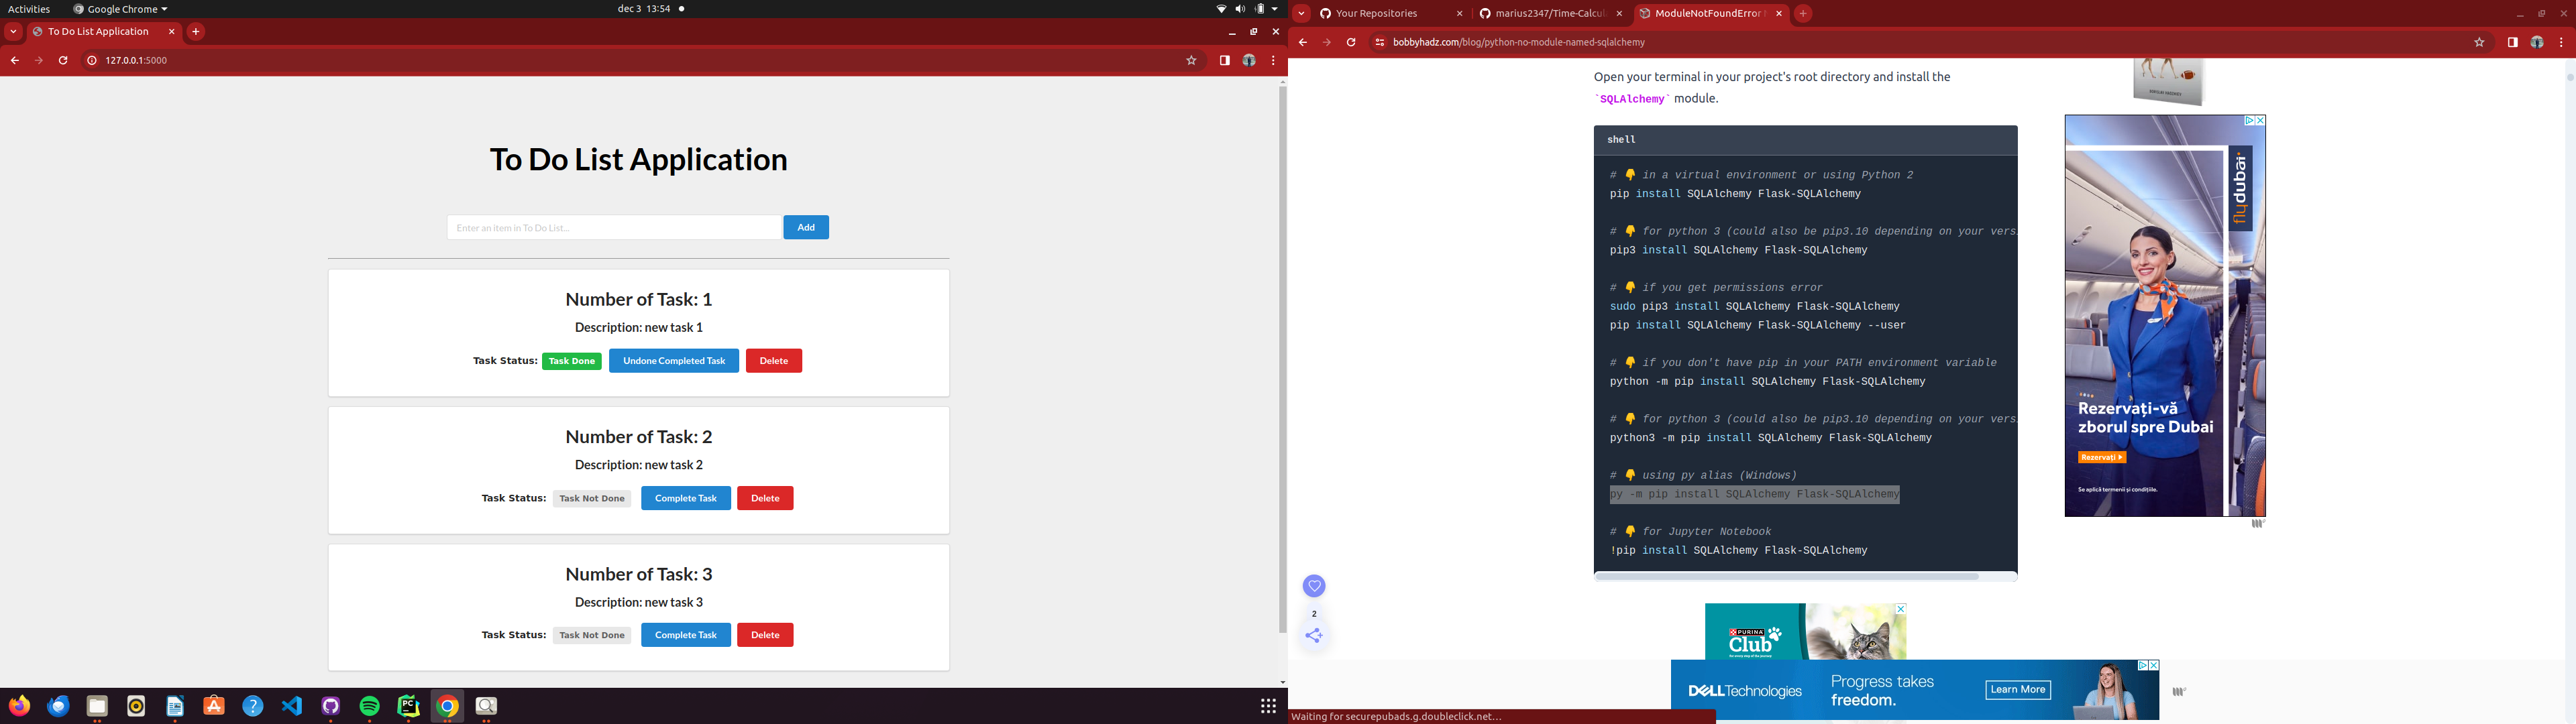 Activities
Google Chrome
dec 3 13:54
To Do List Application
127.0.0.1:5000
To Do List Application
Enter an item in To Do List...
Add
Number of Task: 1
Description: new task 1
Task Status: Task Done Undone Completed Task Delete
Number of Task: 2
Description: new task 2
Task Status: Task Not Done Complete Task Delete
Number of Task: 3
Description: new task 3
Task Status: Task Not Done Complete Task Delete
Your Repositories
marius2347/Time-Calcul
ModuleNotFoundError
bobbyhadz.com/blog/python-no-module-named-sqlalchemy
Open your terminal in your project's root directory and install the
`SQLAlchemy` module.
shell
# 👇 in a virtual environment or using Python 2
pip install SQLAlchemy Flask-SQLAlchemy
# 👇 for python 3 (could also be pip3.10 depending on your versi
pip3 install SQLAlchemy Flask-SQLAlchemy
# 👇 if you get permissions error
sudo pip3 install SQLAlchemy Flask-SQLAlchemy
pip install SQLAlchemy Flask-SQLAlchemy --user
# 👇 if you don't have pip in your PATH environment variable
python -m pip install SQLAlchemy Flask-SQLAlchemy
# 👇 for python 3 (could also be pip3.10 depending on your versi
python3 -m pip install SQLAlchemy Flask-SQLAlchemy
# 👇 using py alias (Windows)
py -m pip install SQLAlchemy Flask-SQLAlchemy
# 👇 for Jupyter Notebook
!pip install SQLAlchemy Flask-SQLAlchemy
2
flydubai
Rezervați-vă
zborul spre Dubai
Rezervați
Se aplică termenii și condițiile.
PURINA
Club
DELLTechnologies
Progress takes
freedom.
Learn More
Waiting for securepubads.g.doubleclick.net…